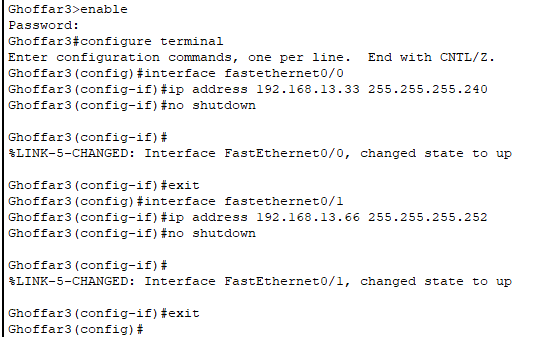 Ghoffar3>enable
Password:
Ghoffar3#configure terminal
Enter configuration commands, one per line.  End with CNTL/Z.
Ghoffar3(config)#interface fastethernet0/0
Ghoffar3(config-if)#ip address 192.168.13.33 255.255.255.240
Ghoffar3(config-if)#no shutdown

Ghoffar3(config-if)#
%LINK-5-CHANGED: Interface FastEthernet0/0, changed state to up

Ghoffar3(config-if)#exit
Ghoffar3(config)#interface fastethernet0/1
Ghoffar3(config-if)#ip address 192.168.13.66 255.255.255.252
Ghoffar3(config-if)#no shutdown

Ghoffar3(config-if)#
%LINK-5-CHANGED: Interface FastEthernet0/1, changed state to up

Ghoffar3(config-if)#exit
Ghoffar3(config)#